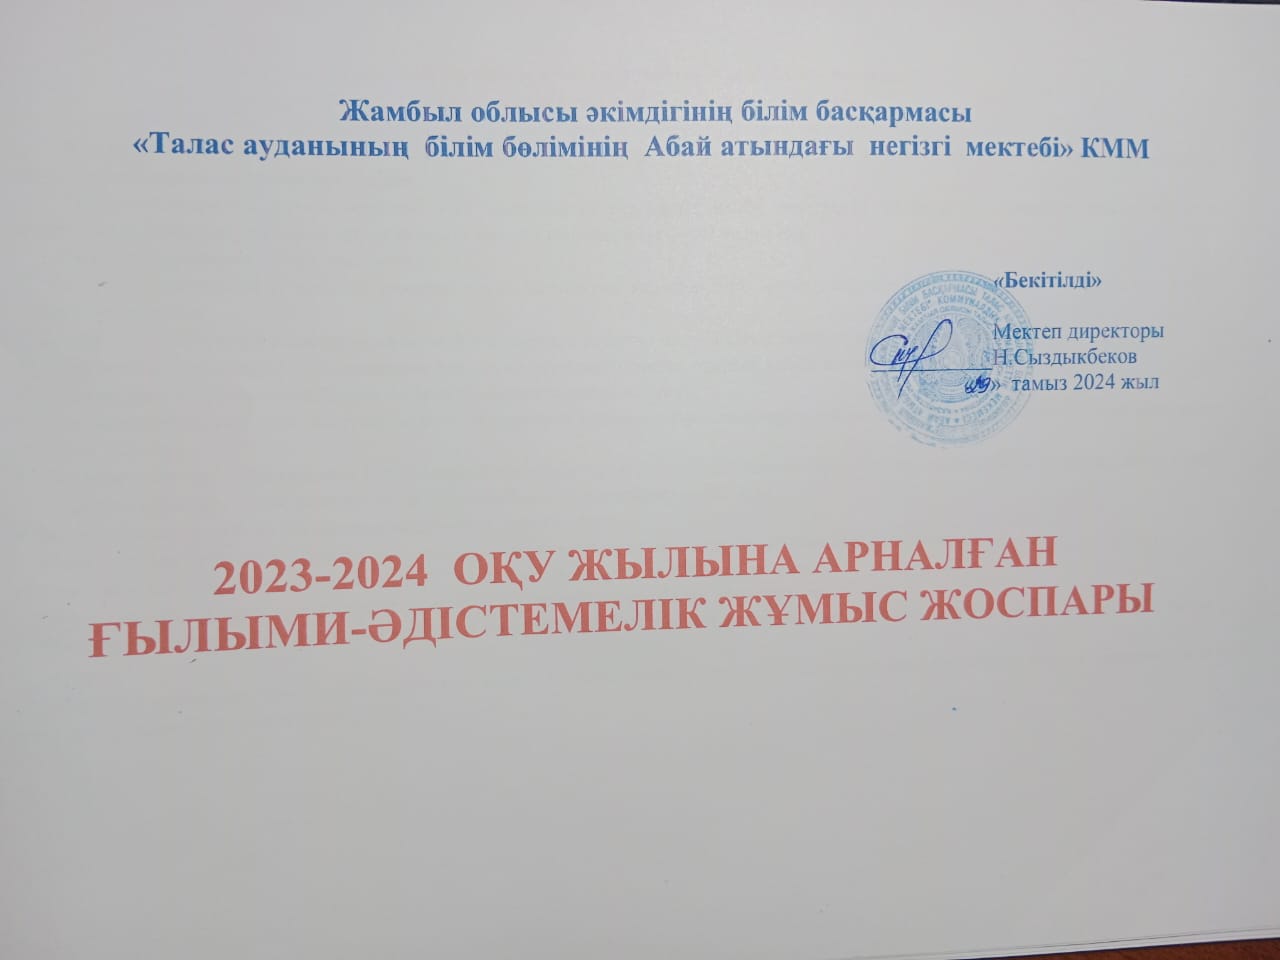 Жамбыл облысы әкімдігінің білім басқармасы
«Талас ауданының білім бөлімінің Абай атындағы негізгі мектебі» КММ
«Бекітілді»
Мектеп директоры
Н.Сыздыкбеков
» тамыз 2024 жыл
2023-2024 ОҚУ ЖЫЛЫНА АРНАЛҒАН
ҒЫЛЫМИ-ӘДІСТЕМЕЛІК ЖҰМЫС ЖОСПАРЫ